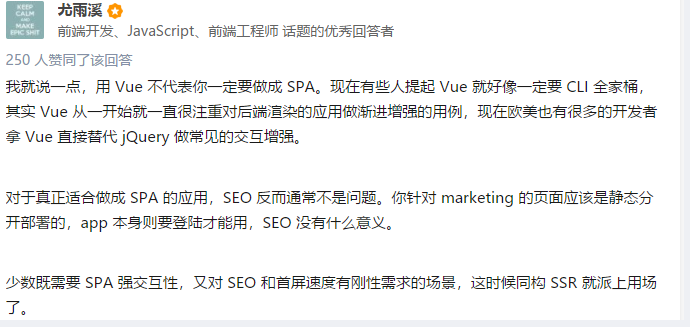 KEEP
CALM
AND
MAKE
EPIC SHIT
尤雨溪
前端开发、JavaScript、前端工程师 话题的优秀回答者
250 人赞同了该回答
我就说一点，用 Vue 不代表你一定要做成 SPA。现在有些人提起 Vue 就好像一定要 CLI 全家桶，
其实 Vue 从一开始就一直很注重对后端渲染的应用做渐进增强的用例，现在欧美也有很多的开发者
拿 Vue 直接替代 jQuery 做常见的交互增强。
对于真正适合做成 SPA 的应用，SEO 反而通常不是问题。你针对 marketing 的页面应该是静态分
开部署的，app 本身则要登陆才能用，SEO 没有什么意义。
少数既需要 SPA 强交互性，又对 SEO 和首屏速度有刚性需求的场景，这时候同构 SSR 就派上用场
了。